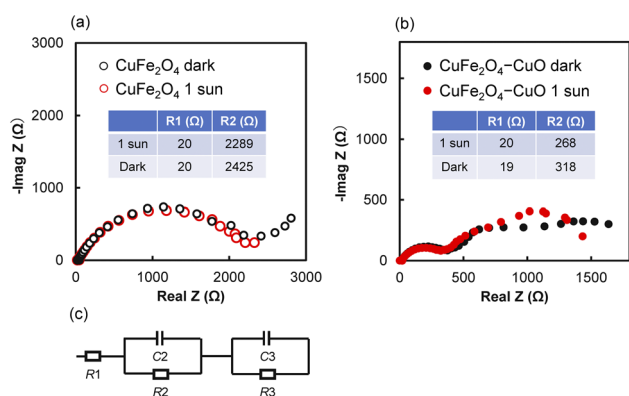 (a)
3000
2000
1000
0
-Imag Z (Ω)
CuFe₂O₄ dark
CuFe₂O₄ 1 sun
R1 (Ω) R2 (Ω)
1 sun 20 2289
Dark 20 2425
0 1000 2000 3000
Real Z (Ω)
(b)
1500
1000
500
0
-Imag Z (Ω)
CuFe₂O₄−CuO dark
CuFe₂O₄−CuO 1 sun
R1 (Ω) R2 (Ω)
1 sun 20 268
Dark 19 318
0 500 1000 1500
Real Z (Ω)
(c)
R1
C2
R2
C3
R3